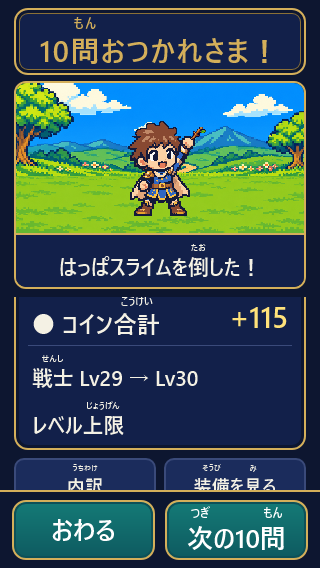 もん
10問おつかれさま！
たお
はっぱスライムを倒した！
こうけい
● コイン合計 +115
せんし
戦士 Lv29 → Lv30
じょうげん
レベル上限
うちわけ
内訳
そうび み
装備を見る
おわる
つぎ もん
次の10問